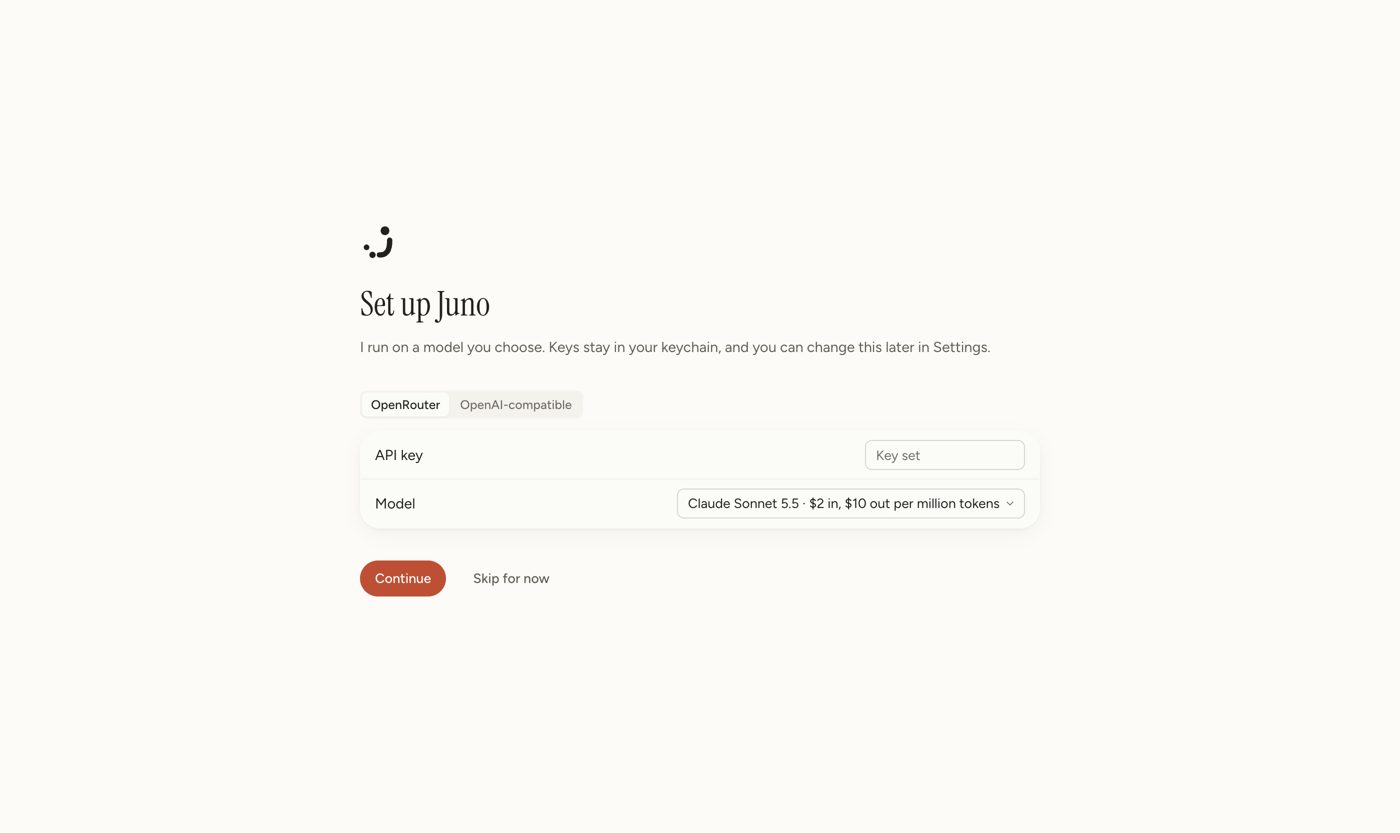 Set up Juno
I run on a model you choose. Keys stay in your keychain, and you can change this later in Settings.
OpenRouter OpenAI-compatible
API key Key set
Model Claude Sonnet 5.5 · $2 in, $10 out per million tokens
Continue Skip for now